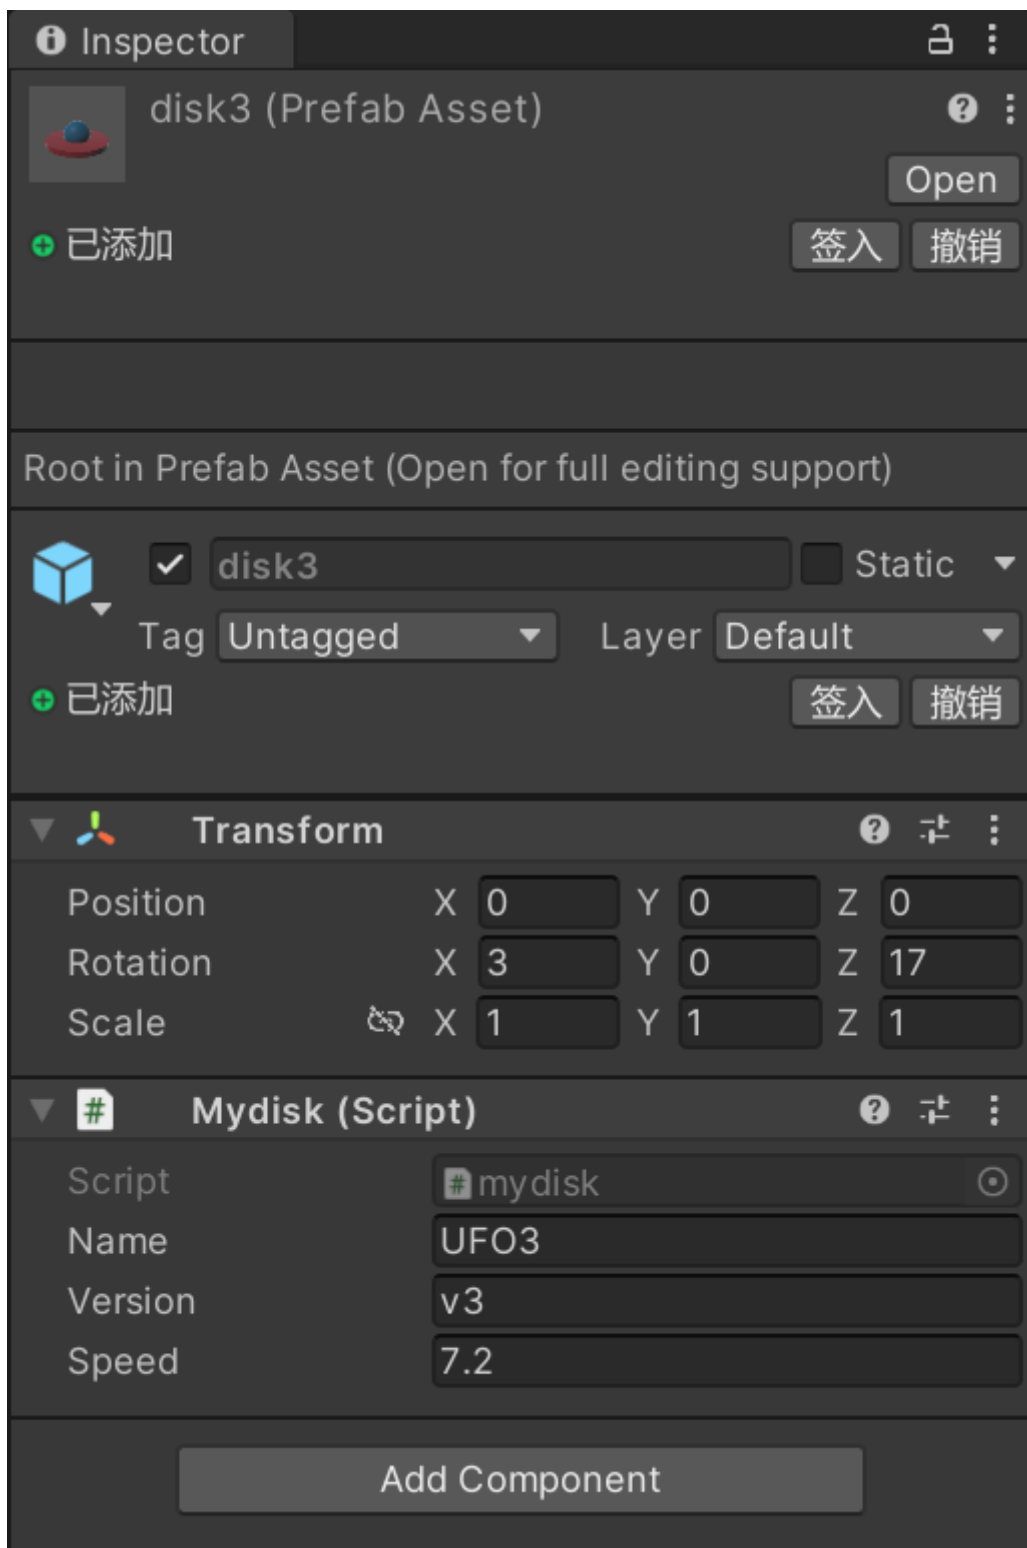 Inspector
disk3 (Prefab Asset)
Open
已添加 签入 撤销
Root in Prefab Asset (Open for full editing support)
disk3 Static
Tag Untagged Layer Default
已添加 签入 撤销
Transform
Position X 0 Y 0 Z 0
Rotation X 3 Y 0 Z 17
Scale X 1 Y 1 Z 1
# Mydisk (Script)
Script # mydisk
Name UFO3
Version v3
Speed 7.2
Add Component